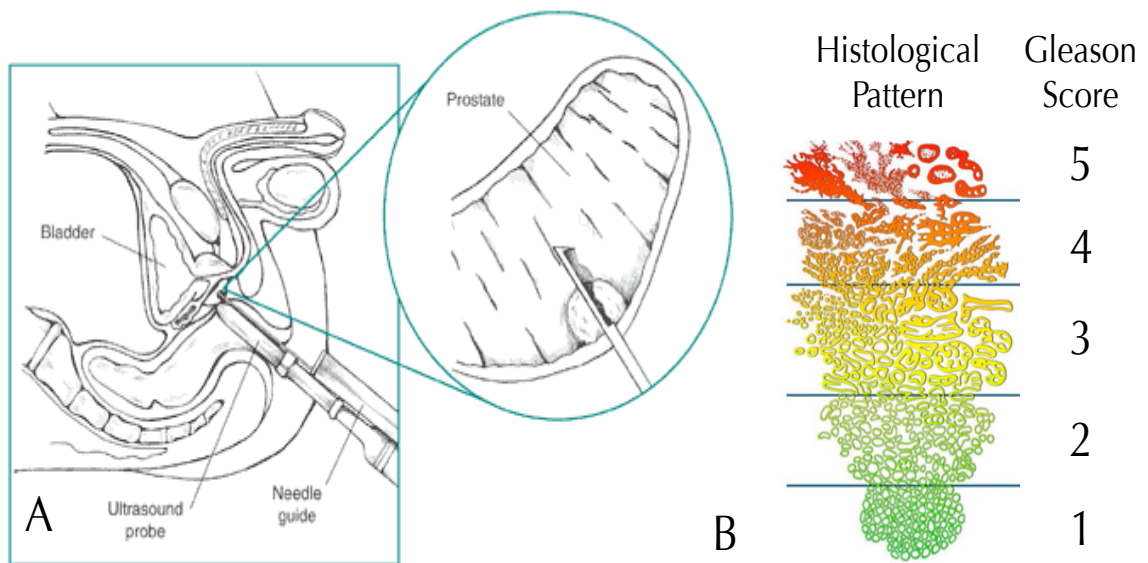 Prostate
Bladder
Ultrasound
probe
Needle
guide
A
Histological
Pattern
Gleason
Score
5
4
3
2
1
B